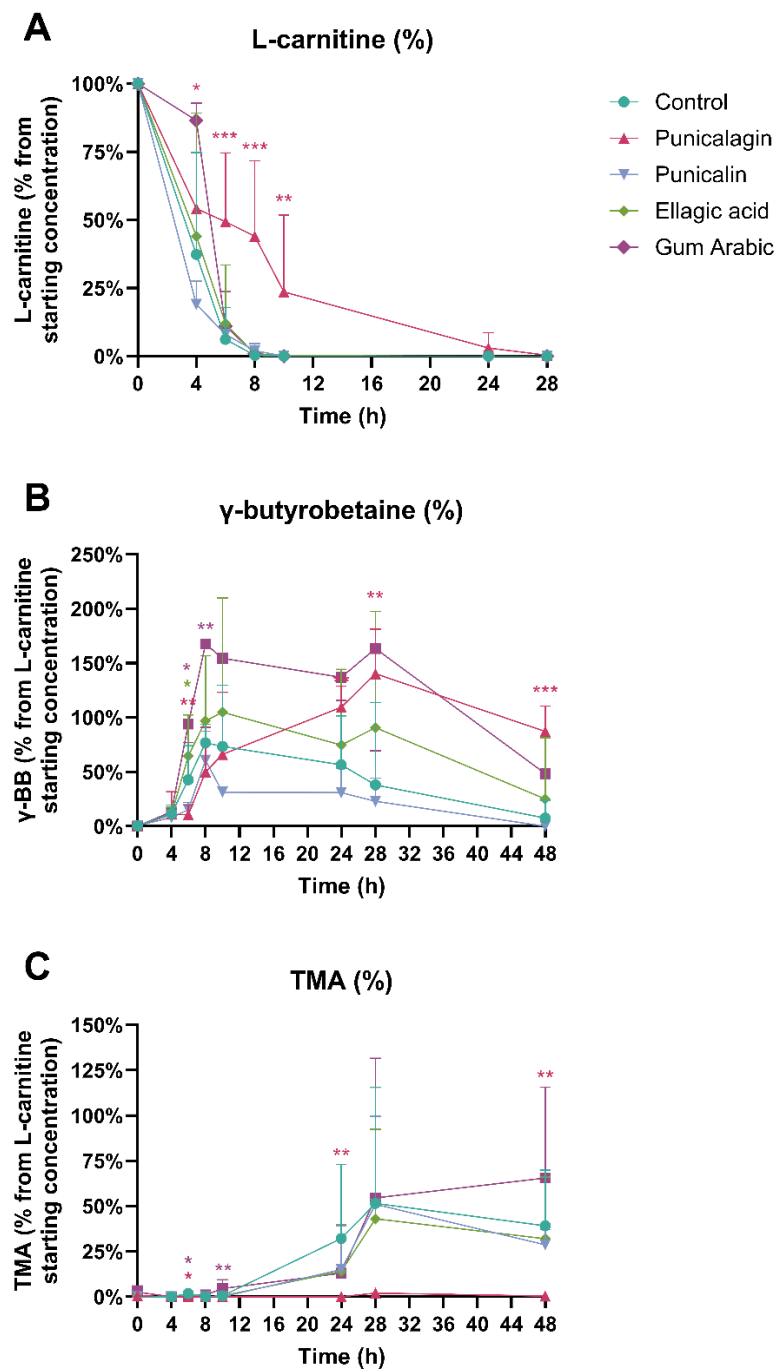 A
L-carnitine (%)
L-carnitine (% from
starting concentration)
100%
75%
50%
25%
0%
*
***
***
**
0 4 8 12 16 20 24 28
Time (h)
Control
Punicalagin
Punicalin
Ellagic acid
Gum Arabic
B
γ-butyrobetaine (%)
γ-BB (% from L-carnitine
starting concentration)
250%
200%
150%
100%
50%
0%
*
*
**
**
**
**
***
0 4 8 12 16 20 24 28 32 36 40 44 48
Time (h)
C
TMA (%)
TMA (% from L-carnitine
starting concentration)
150%
125%
100%
75%
50%
25%
0%
*
*
**
**
**
0 4 8 12 16 20 24 28 32 36 40 44 48
Time (h)